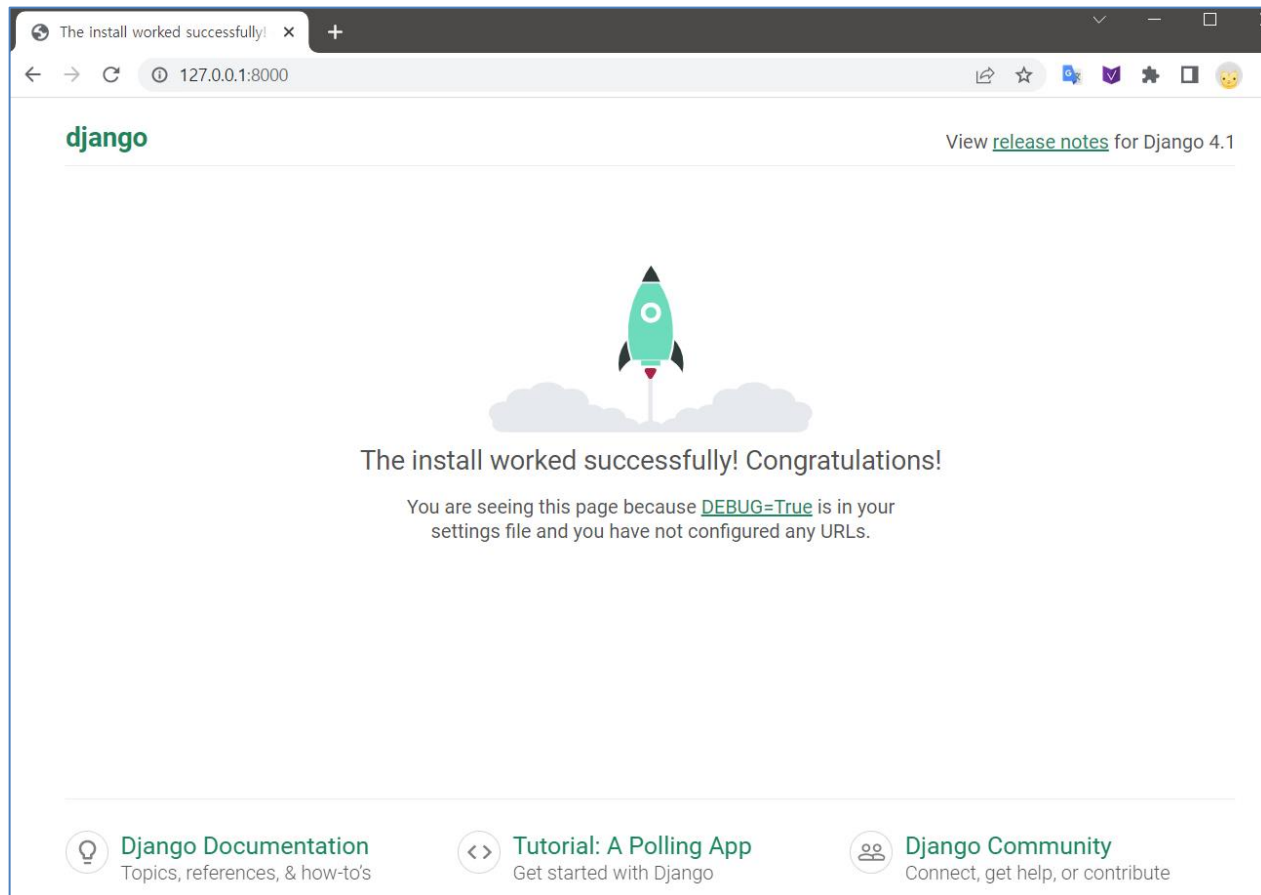 The install worked successfully!
127.0.0.1:8000
django
View release notes for Django 4.1
The install worked successfully! Congratulations!
You are seeing this page because DEBUG=True is in your
settings file and you have not configured any URLs.
Django Documentation
Topics, references, & how-to's
Tutorial: A Polling App
Get started with Django
Django Community
Connect, get help, or contribute